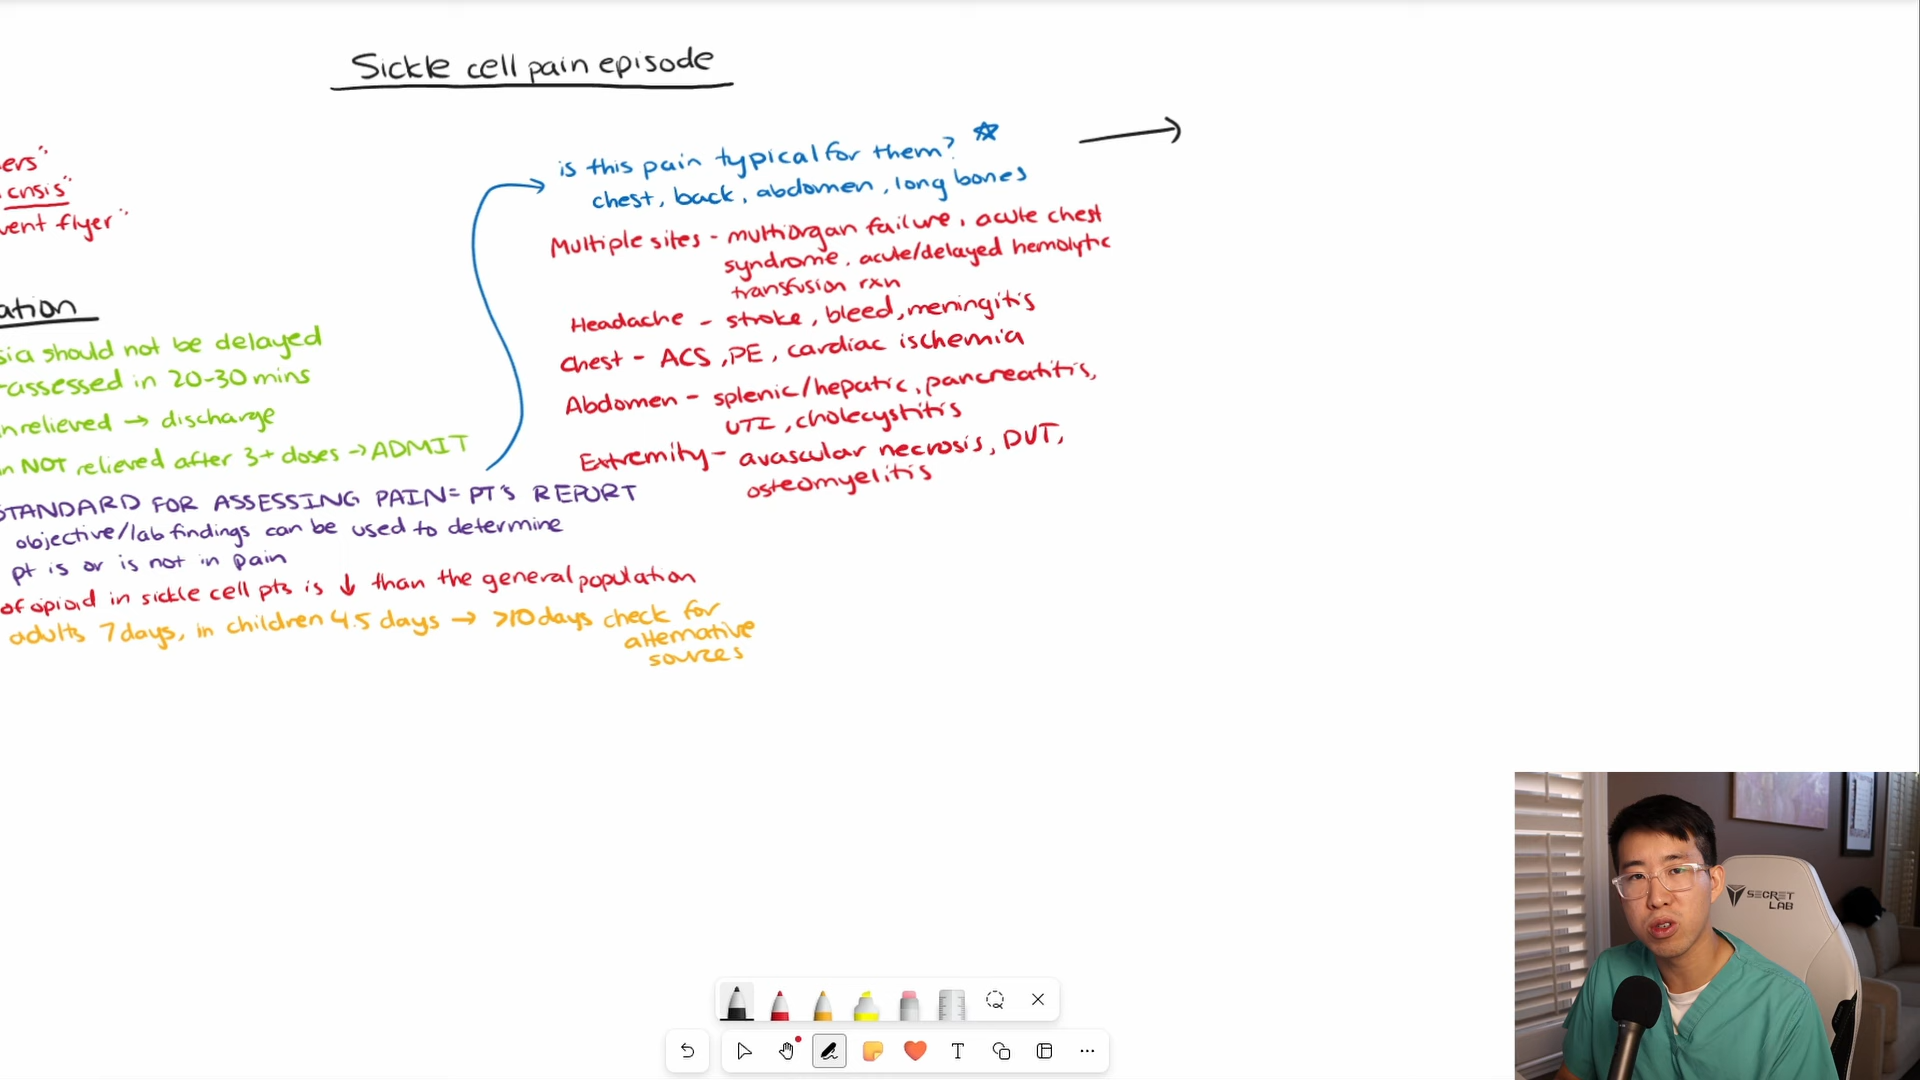 Sickle cell pain episode
ers"
crisis"
vent flyer"
ation
sia should not be delayed
-assessed in 20-30 mins
n relieved → discharge
n NOT relieved after 3+ doses → ADMIT
STANDARD FOR ASSESSING PAIN = PT'S REPORT
objective/lab findings can be used to determine
pt is or is not in pain
of opioid in sickle cell pts is ↓ than the general population
adults 7 days, in children 4.5 days → >10 days check for
alternative
sources
is this pain typical for them? ☆
chest, back, abdomen, long bones
Multiple sites - multiorgan failure, acute chest
syndrome, acute/delayed hemolytic
transfusion rxn
Headache - stroke, bleed, meningitis
Chest - ACS, PE, cardiac ischemia
Abdomen - splenic/hepatic, pancreatitis,
UTI, cholecystitis
Extremity - avascular necrosis, DVT,
osteomyelitis
SECRET
LAB